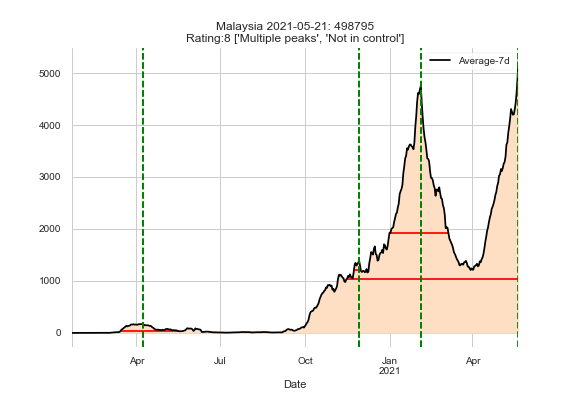 Malaysia 2021-05-21: 498795
Rating:8 ['Multiple peaks', 'Not in control']
Average-7d
5000
4000
3000
2000
1000
0
Apr
Jul
Oct
Jan
2021
Apr
Date